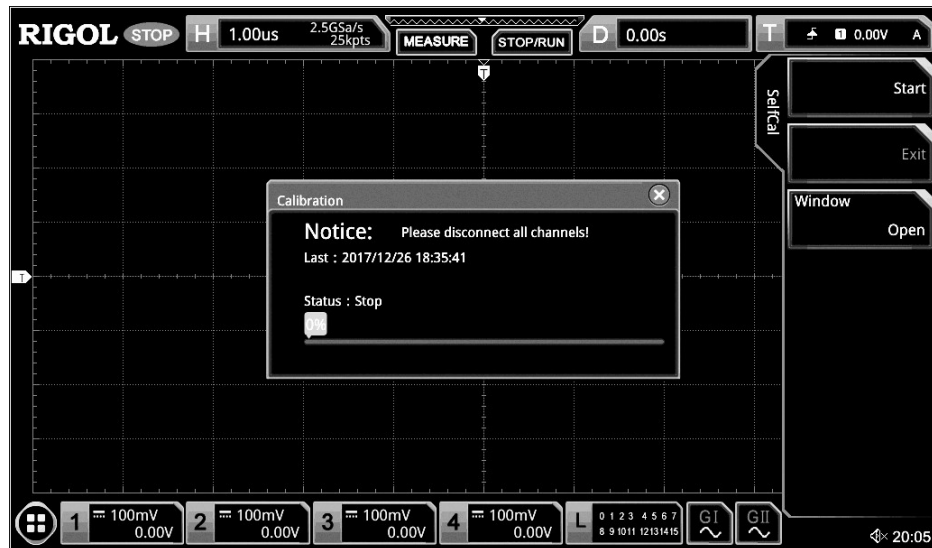 RIGOL STOP H 1.00us 2.5GSa/s 25kpts MEASURE STOP/RUN D 0.00s T 1 0.00V A
T
SelfCal
Start
Exit
Window
Open
Calibration
Notice: Please disconnect all channels!
Last : 2017/12/26 18:35:41
T
Status : Stop
0%
1 100mV 0.00V
2 100mV 0.00V
3 100mV 0.00V
4 100mV 0.00V
L 0 1 2 3 4 5 6 7
8 9 10 11 12 13 14 15
GI
GII
20:05